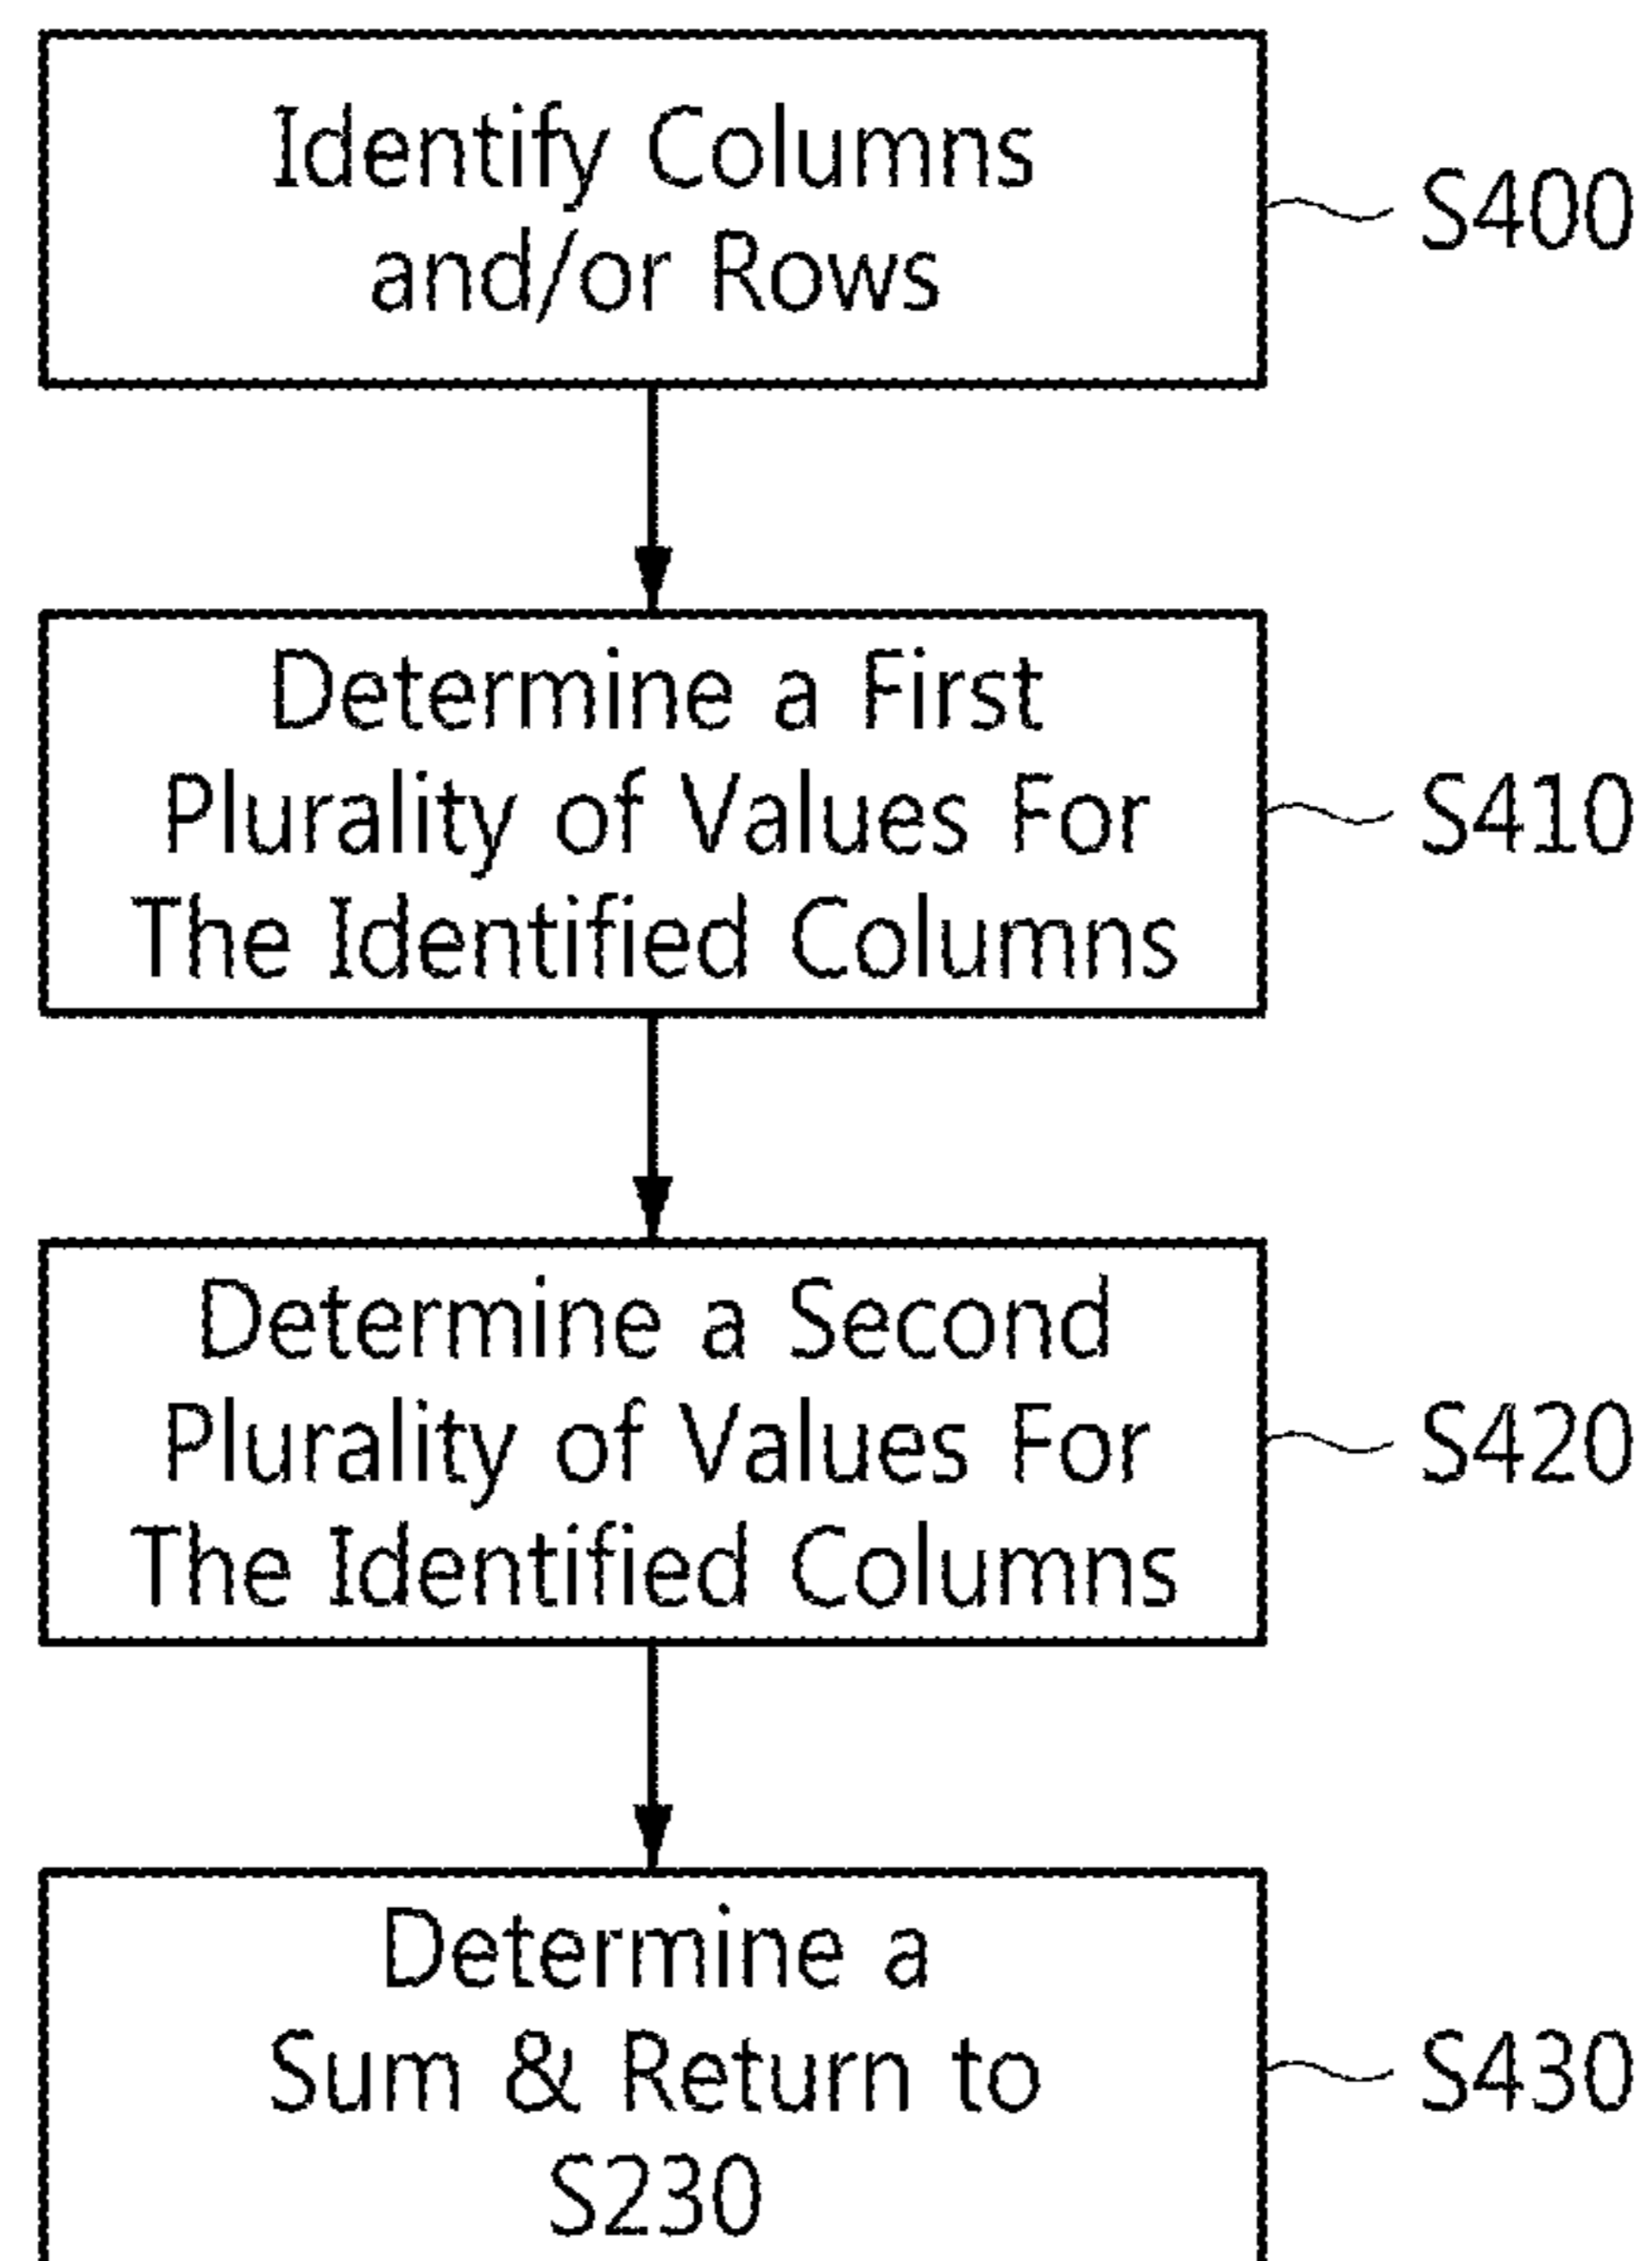 Identify Columns
and/or Rows
S400
Determine a First
Plurality of Values For
The Identified Columns
S410
Determine a Second
Plurality of Values For
The Identified Columns
S420
Determine a
Sum & Return to
S230
S430